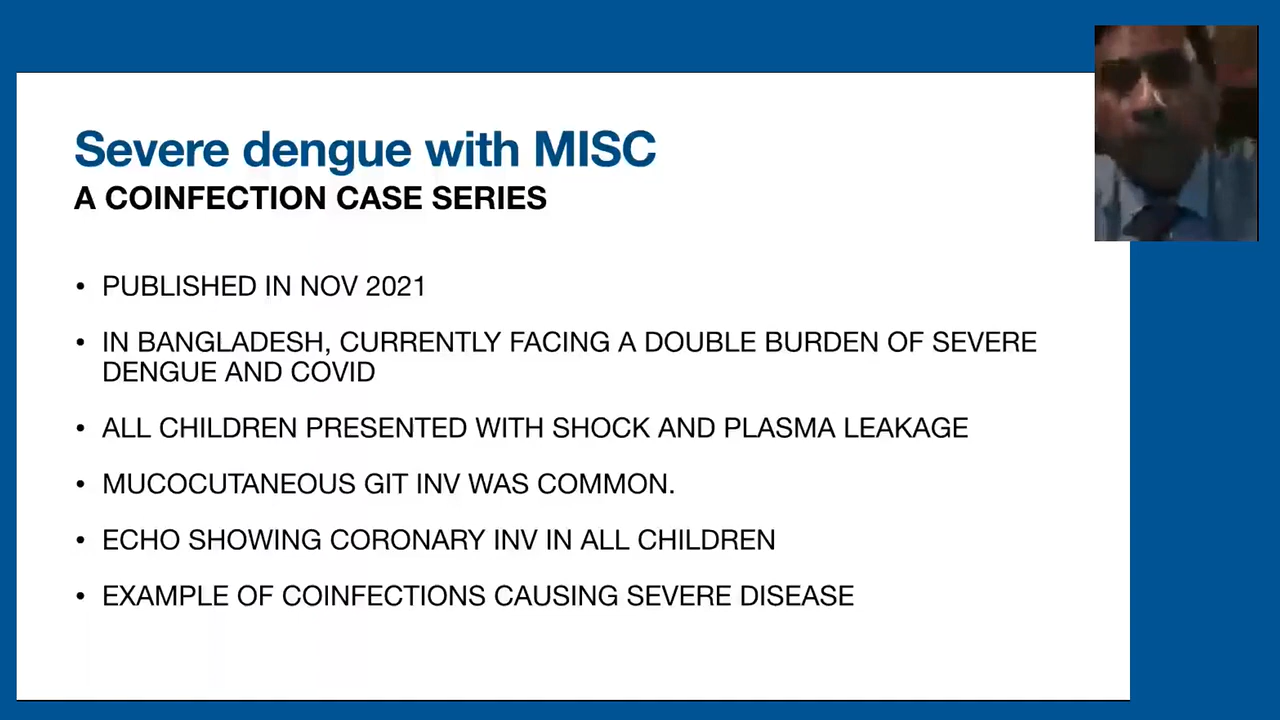 Severe dengue with MISC
A COINFECTION CASE SERIES
• PUBLISHED IN NOV 2021
• IN BANGLADESH, CURRENTLY FACING A DOUBLE BURDEN OF SEVERE
DENGUE AND COVID
• ALL CHILDREN PRESENTED WITH SHOCK AND PLASMA LEAKAGE
• MUCOCUTANEOUS GIT INV WAS COMMON.
• ECHO SHOWING CORONARY INV IN ALL CHILDREN
• EXAMPLE OF COINFECTIONS CAUSING SEVERE DISEASE